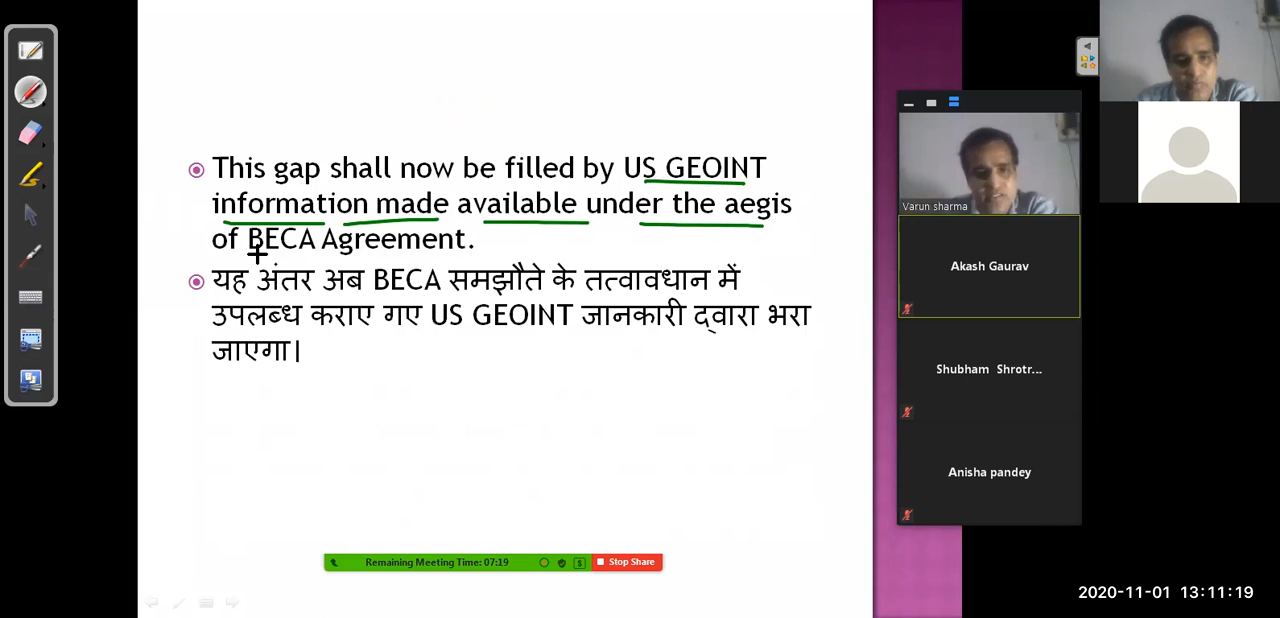 This gap shall now be filled by US GEOINT
information made available under the aegis
of BECA Agreement.
यह अंतर अब BECA समझौते के तत्वावधान में
उपलब्ध कराए गए US GEOINT जानकारी द्वारा भरा
जाएगा।
Varun sharma
Akash Gaurav
Shubham Shrotr...
Anisha pandey
Remaining Meeting Time: 07:19
Stop Share
2020-11-01 13:11:19